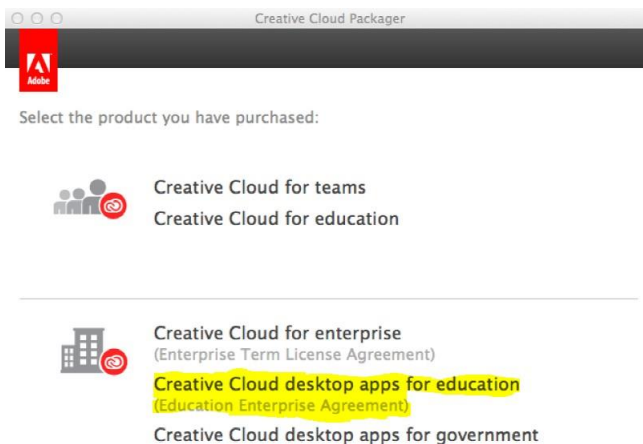 Creative Cloud Packager
Adobe
Select the product you have purchased:
Creative Cloud for teams
Creative Cloud for education
Creative Cloud for enterprise
(Enterprise Term License Agreement)
Creative Cloud desktop apps for education
(Education Enterprise Agreement)
Creative Cloud desktop apps for government